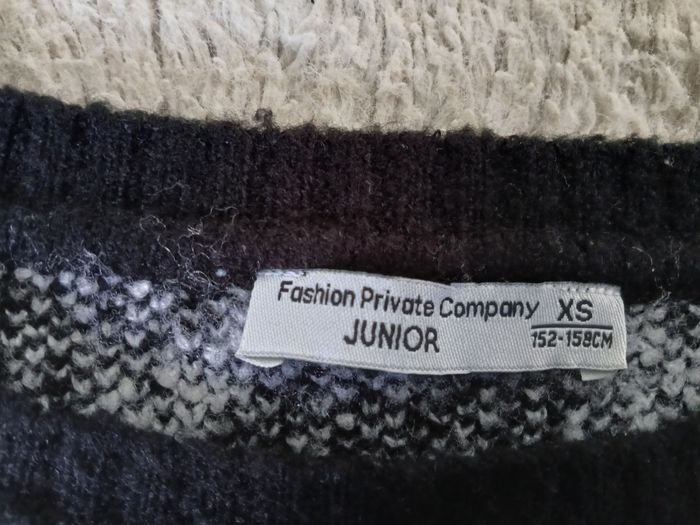 Fashion Private Company
JUNIOR
XS
152-158CM